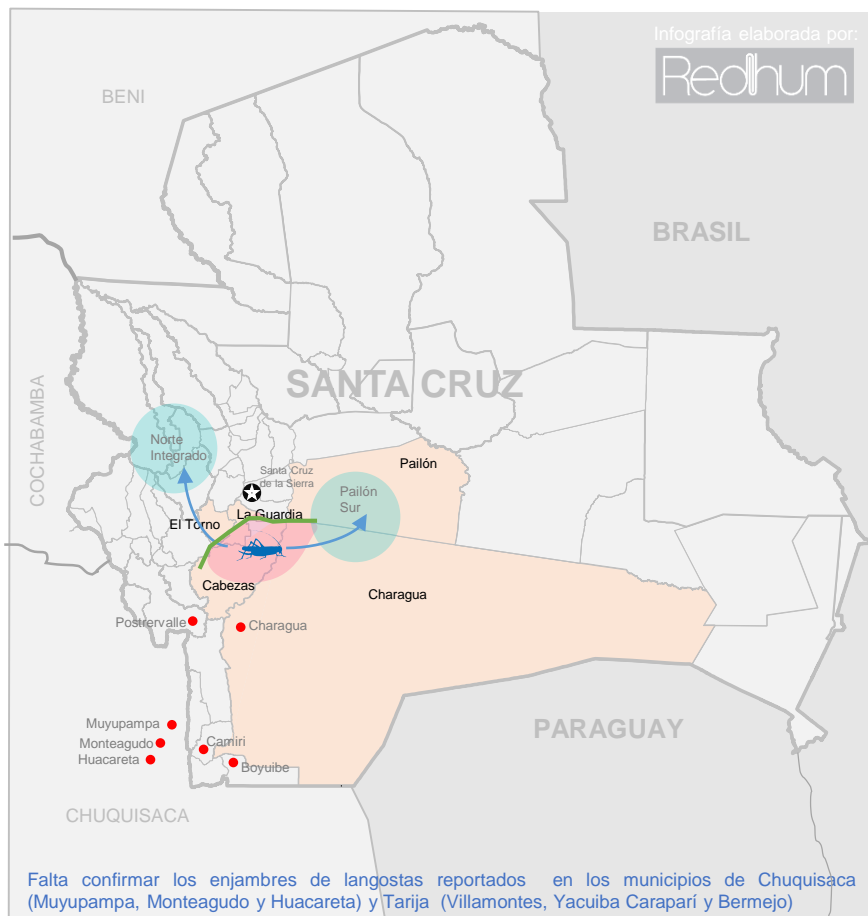 Infografía elaborada por:
Redhum
BENI
BRASIL
SANTA CRUZ
COCHABAMBA
Norte
Integrado
Pailón
Santa Cruz
de la Sierra
Pailón
Sur
La Guardia
El Torno
Cabezas
Charagua
Postrervalle
Charagua
Muyupampa
PARAGUAY
Monteagudo
Camiri
Huacareta
Boyuibe
CHUQUISACA
Falta confirmar los enjambres de langostas reportados en los municipios de Chuquisaca
(Muyupampa, Monteagudo y Huacareta) y Tarija (Villamontes, Yacuiba Caraparí y Bermejo)